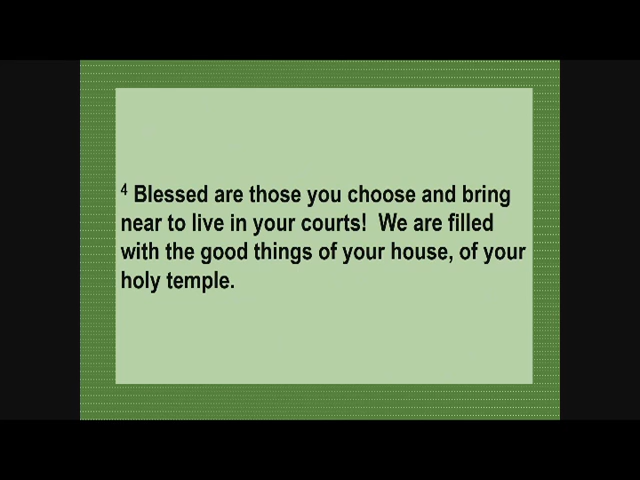 4 Blessed are those you choose and bring
near to live in your courts!  We are filled
with the good things of your house, of your
holy temple.